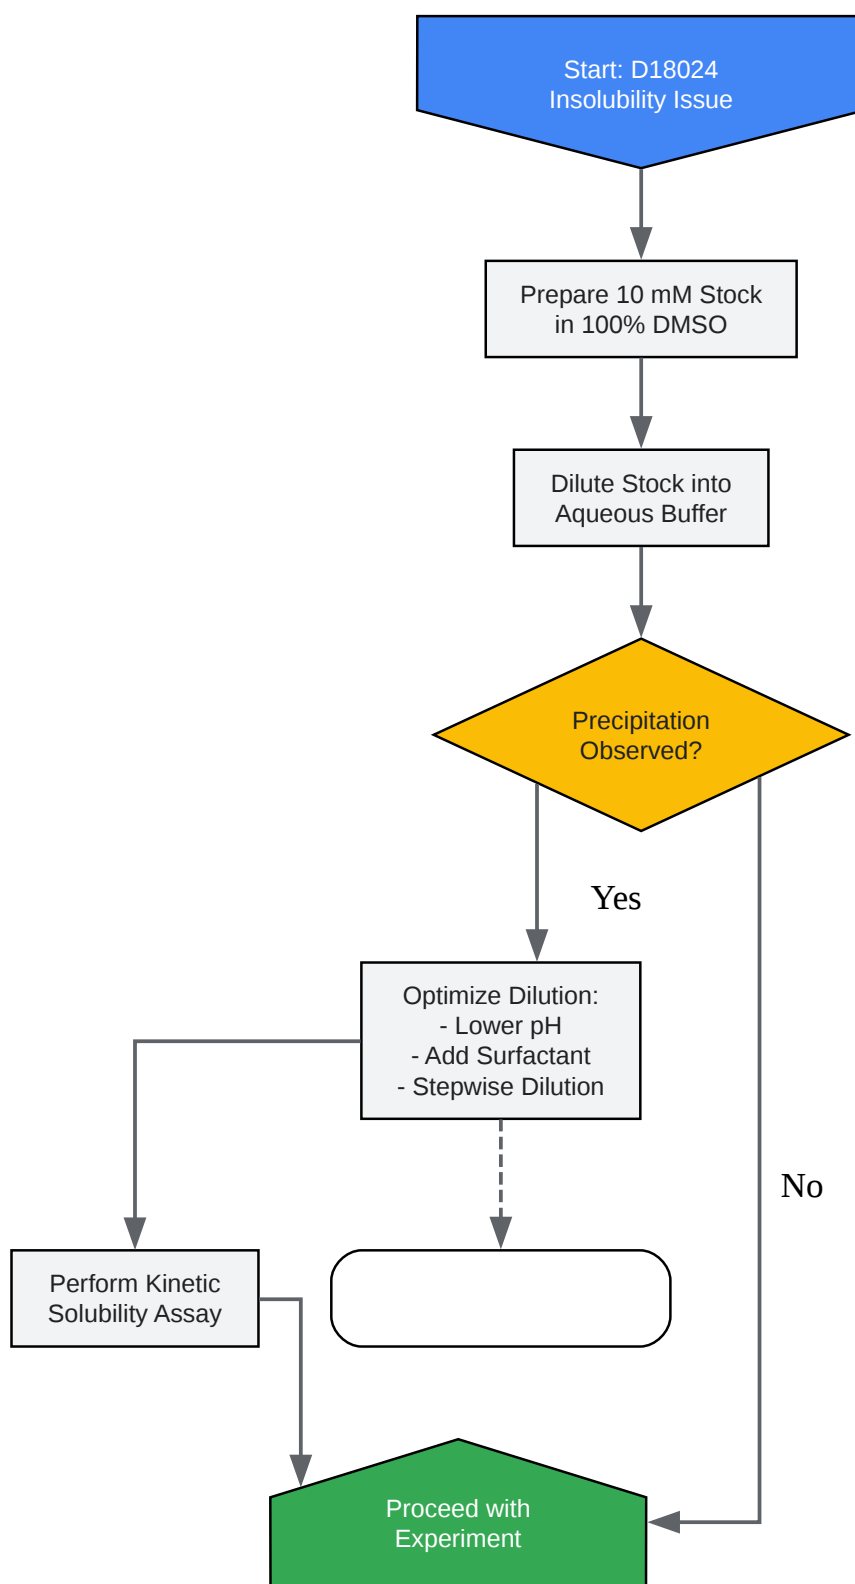 Start: D18024
Insolubility Issue
Prepare 10 mM Stock
in 100% DMSO
Dilute Stock into
Aqueous Buffer
Precipitation
Observed?
Yes
Optimize Dilution:
- Lower pH
- Add Surfactant
- Stepwise Dilution
No
Perform Kinetic
Solubility Assay
Proceed with
Experiment